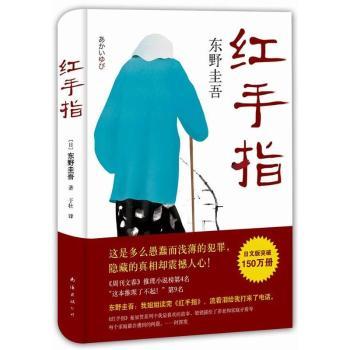 红手指
〔日〕东野圭吾 著
于壮 译
あかいゆび
东野圭吾
红手指
这是多么愚蠢而浅薄的犯罪，
隐藏的真相却震撼人心！
日文版突破
150万册
《周刊文春》推理小说榜第4名
“这本推理了不起！”第9名
东野圭吾：我姐姐读完《红手指》，流着泪给我打来了电话。